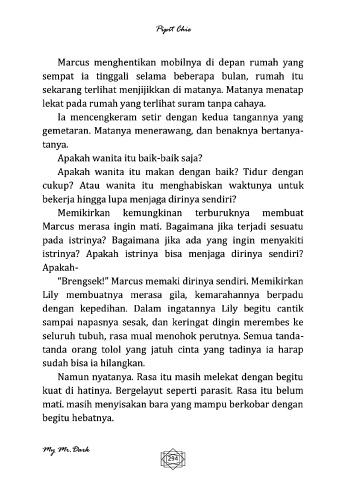 Pipit Chie
Marcus menghentikan mobilnya di depan rumah yang
sempat ia tinggali selama beberapa bulan, rumah itu
sekarang terlihat menjijikkan di matanya. Matanya menatap
lekat pada rumah yang terlihat suram tanpa cahaya.
Ia mencengkeram setir dengan kedua tangannya yang
gemetaran. Matanya menerawang, dan benaknya bertanya-
tanya.
Apakah wanita itu baik-baik saja?
Apakah wanita itu makan dengan baik? Tidur dengan
cukup? Atau wanita itu menghabiskan waktunya untuk
bekerja hingga lupa menjaga dirinya sendiri?
Memikirkan kemungkinan terburuknya membuat
Marcus merasa ingin mati. Bagaimana jika terjadi sesuatu
pada istrinya? Bagaimana jika ada yang ingin menyakiti
istrinya? Apakah istrinya bisa menjaga dirinya sendiri?
Apakah-
“Brengsek!” Marcus memaki dirinya sendiri. Memikirkan
Lily membuatnya merasa gila, kemarahannya berpadu
dengan kepedihan. Dalam ingatannya Lily begitu cantik
sampai napasnya sesak, dan keringat dingin merembes ke
seluruh tubuh, rasa mual menohok perutnya. Semua tanda-
tanda orang tolol yang jatuh cinta yang tadinya ia harap
sudah bisa ia hilangkan.
Namun nyatanya. Rasa itu masih melekat dengan begitu
kuat di hatinya. Bergelayut seperti parasit. Rasa itu belum
mati. masih menyisakan bara yang mampu berkobar dengan
begitu hebatnya.
My Mr. Dark
294